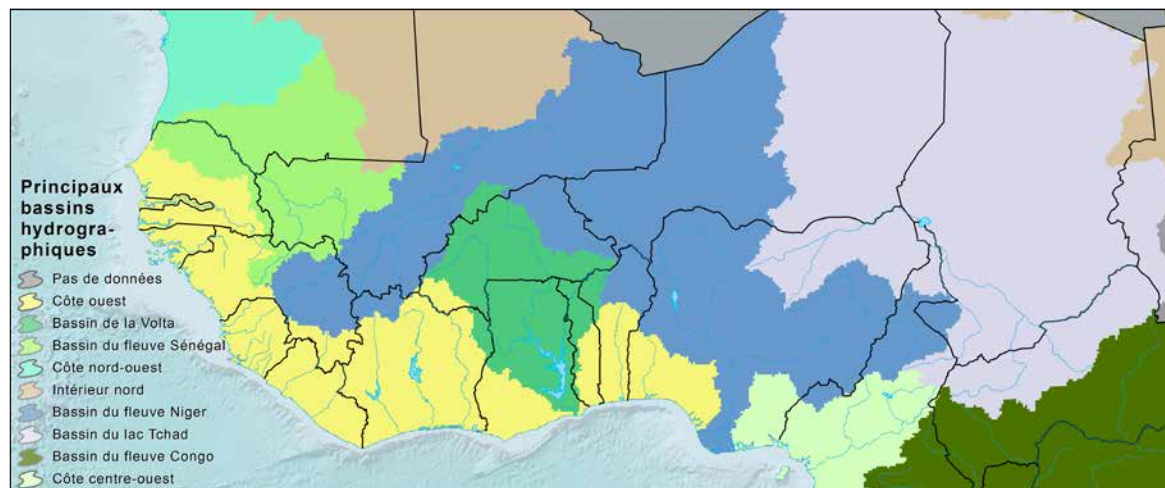 Principaux
bassins
hydrogra-
phiques
Pas de données
Côte ouest
Bassin de la Volta
Bassin du fleuve Sénégal
Côte nord-ouest
Intérieur nord
Bassin du fleuve Niger
Bassin du lac Tchad
Bassin du fleuve Congo
Côte centre-ouest